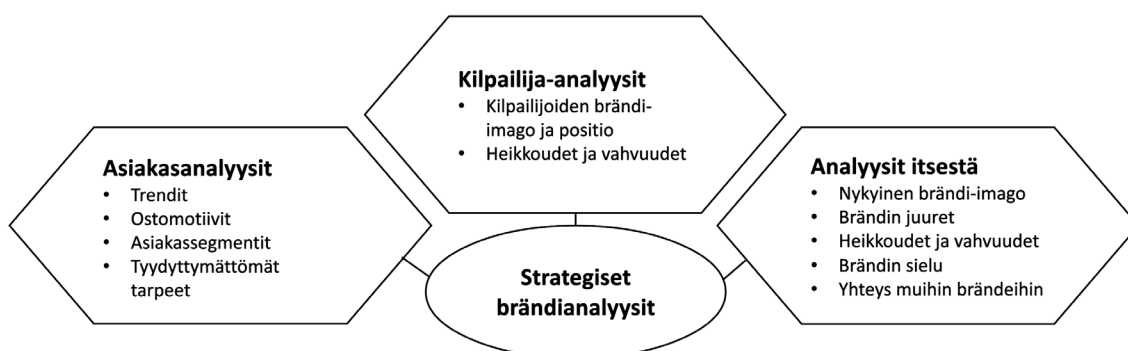 Kilpailija-analyysit
• Kilpailijoiden brändi-
imago ja positio
• Heikkoudet ja vahvuudet
Asiakasanalyysit
• Trendit
• Ostomotiivit
• Asiakassegmentit
• Tyydyttymättömät
tarpeet
Analyysit itsestä
• Nykyinen brändi-imago
• Brändin juuret
• Heikkoudet ja vahvuudet
• Brändin sielu
• Yhteys muihin brändeihin
Strategiset
brändianalyysit